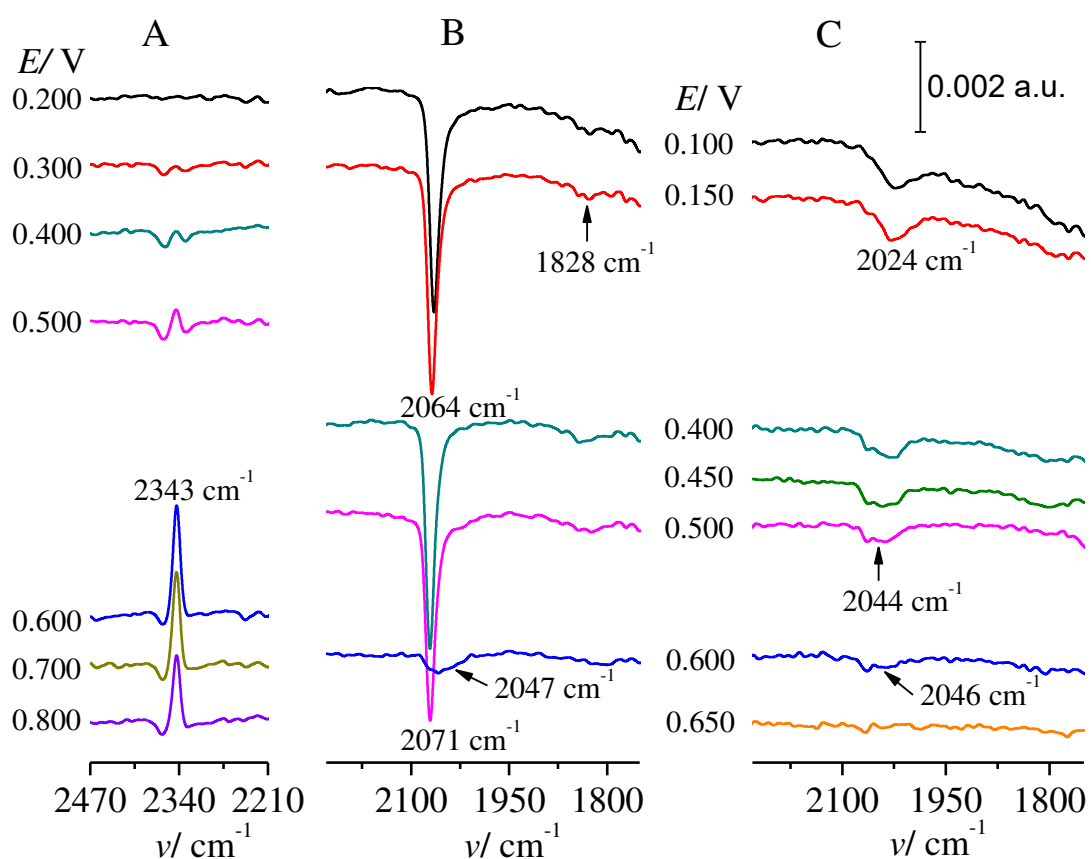 A
E/ V
0.200
0.300
0.400
0.500
2343 cm⁻¹
0.600
0.700
0.800
2470 2340 2210
ν/ cm⁻¹
B
1828 cm⁻¹
2064 cm⁻¹
2047 cm⁻¹
2071 cm⁻¹
2100 1950 1800
ν/ cm⁻¹
C
0.002 a.u.
E/ V
0.100
0.150
2024 cm⁻¹
0.400
0.450
0.500
2044 cm⁻¹
0.600
2046 cm⁻¹
0.650
2100 1950 1800
ν/ cm⁻¹